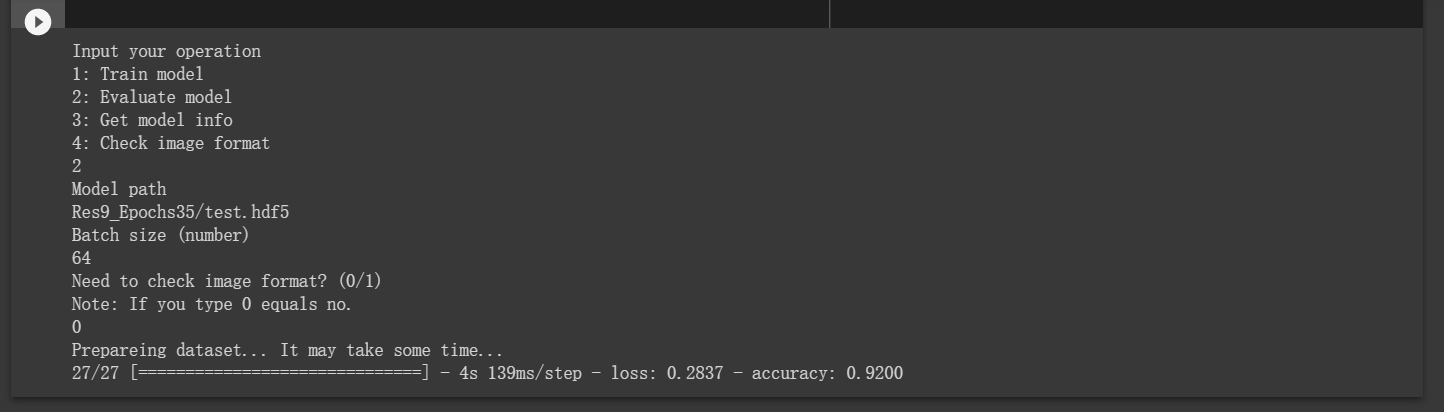 Input your operation
1: Train model
2: Evaluate model
3: Get model info
4: Check image format
2
Model path
Res9_Epochs35/test.hdf5
Batch size (number)
64
Need to check image format? (0/1)
Note: If you type 0 equals no.
0
Prepareing dataset... It may take some time...
27/27 [==============================] - 4s 139ms/step - loss: 0.2837 - accuracy: 0.9200